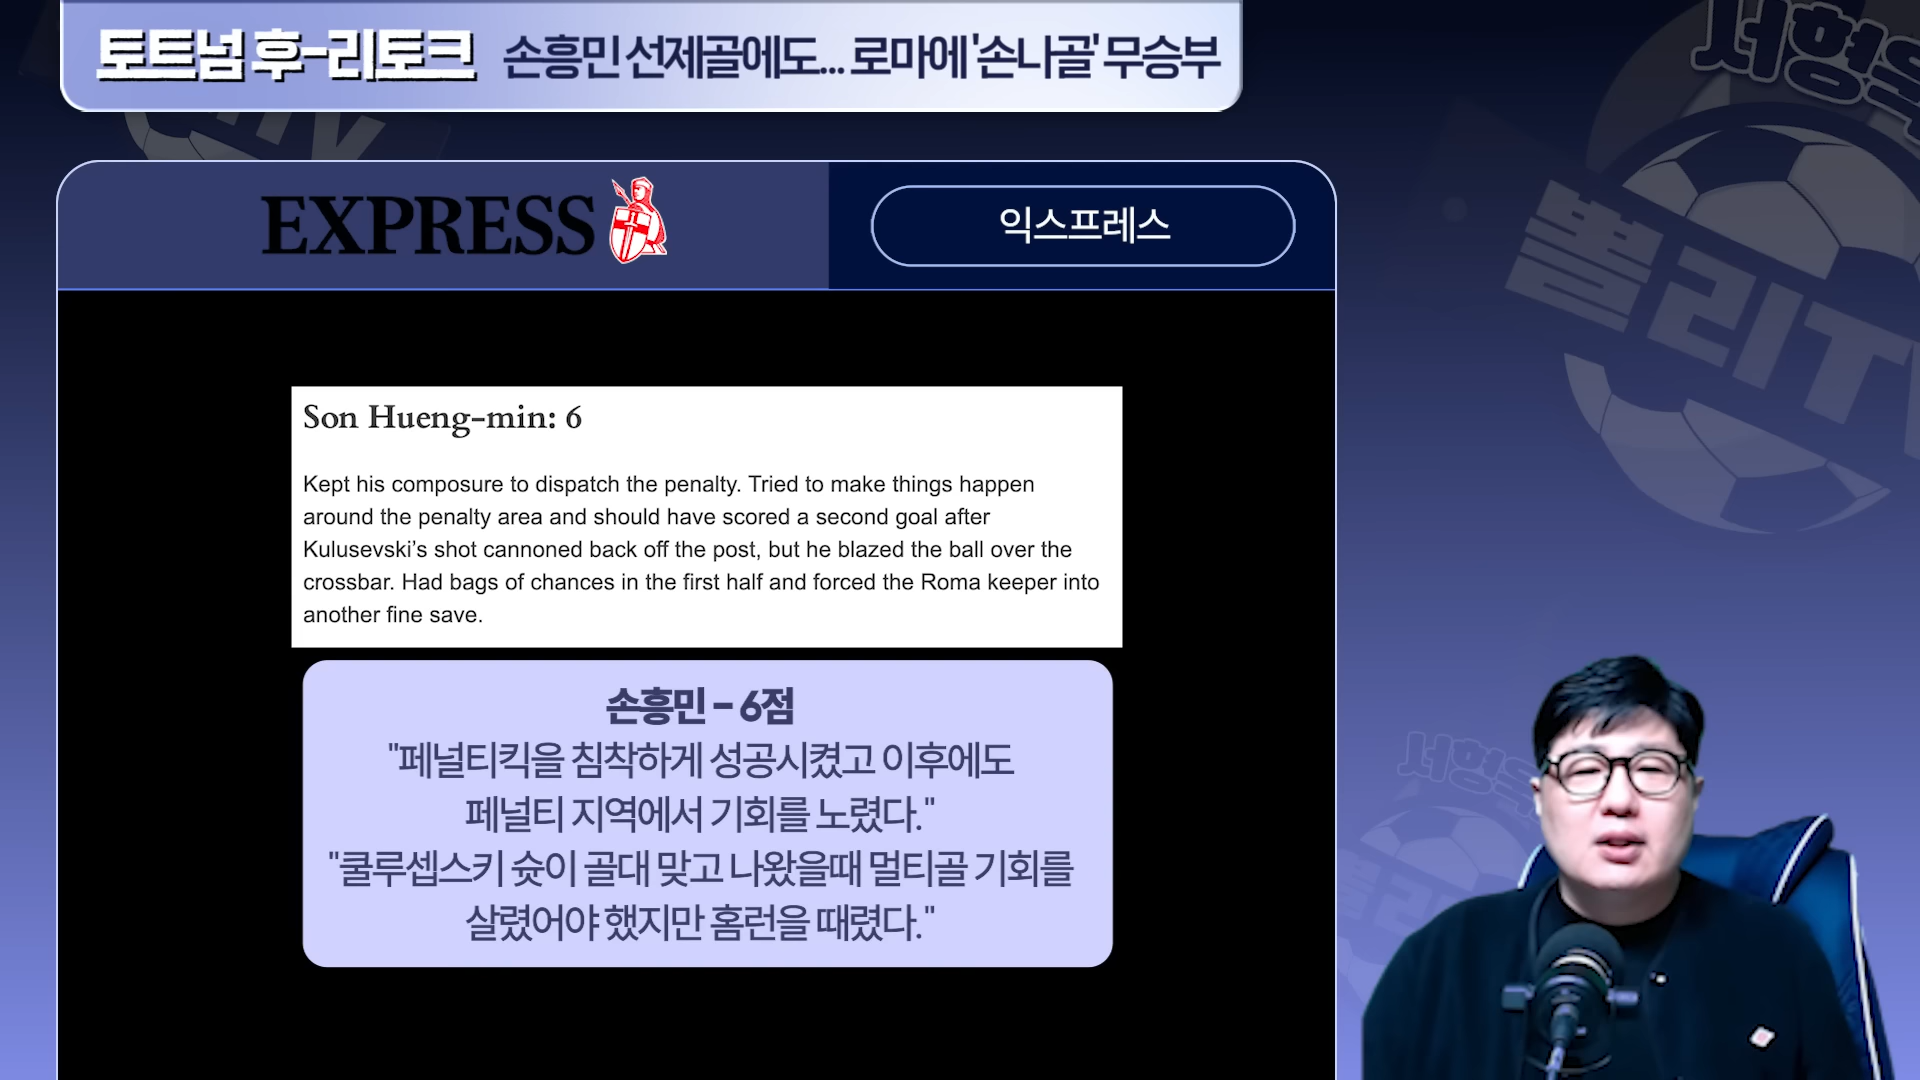 토트넘 후-리토크 손흥민 선제골에도... 로마에 '손나골' 무승부
EXPRESS
익스프레스
Son Hueng-min: 6
Kept his composure to dispatch the penalty. Tried to make things happen
around the penalty area and should have scored a second goal after
Kulusevski’s shot cannoned back off the post, but he blazed the ball over the
crossbar. Had bags of chances in the first half and forced the Roma keeper into
another fine save.
손흥민 – 6점
"페널티킥을 침착하게 성공시켰고 이후에도
페널티 지역에서 기회를 노렸다."
"쿨루셉스키 슛이 골대 맞고 나왔을때 멀티골 기회를
살렸어야 했지만 홈런을 때렸다."
서형욱
뽈리TV